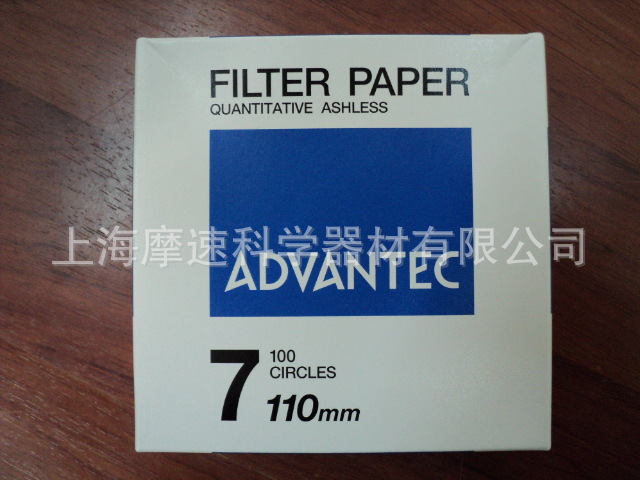 FILTER PAPER
QUANTITATIVE ASHLESS
上海摩速科学器材有限公司
ADVANTEC
7
100
CIRCLES
110mm